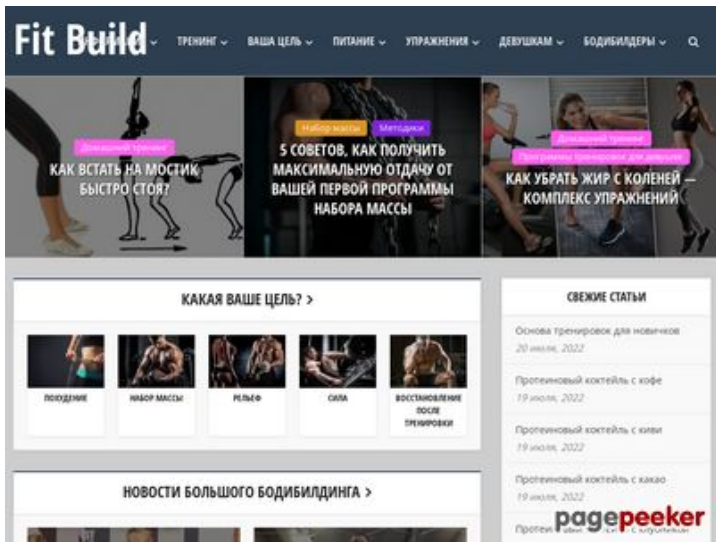 Fit Build
ТРЕНИНГ
ВАША ЦЕЛЬ
ПИТАНИЕ
УПРАЖНЕНИЯ
ДЕВУШКАМ
БОДИБИЛДЕРЫ
Домашний тренинг
КАК ВСТАТЬ НА МОСТИК
БЫСТРО СТОЯ?
Набор массы
Методики
5 СОВЕТОВ, КАК ПОЛУЧИТЬ
МАКСИМАЛЬНУЮ ОТДАЧУ ОТ
ВАШЕЙ ПЕРВОЙ ПРОГРАММЫ
НАБОРА МАССЫ
Домашний тренинг
Программы тренировок для девушек
КАК УБРАТЬ ЖИР С КОЛЕНЕЙ —
КОМПЛЕКС УПРАЖНЕНИЙ
КАКАЯ ВАШЕ ЦЕЛЬ? >
ПОХУДЕНИЕ
НАБОР МАССЫ
РЕЛЬЕФ
СИЛА
ВОССТАНОВЛЕНИЕ
ПОСЛЕ
ТРЕНИРОВКИ
НОВОСТИ БОЛЬШОГО БОДИБИЛДИНГА >
СВЕЖИЕ СТАТЬИ
Основа тренировок для новичков
20 июля, 2022
Протеиновый коктейль с кофе
19 июля, 2022
Протеиновый коктейль с киви
19 июля, 2022
Протеиновый коктейль с какао
19 июля, 2022
pagepeeker